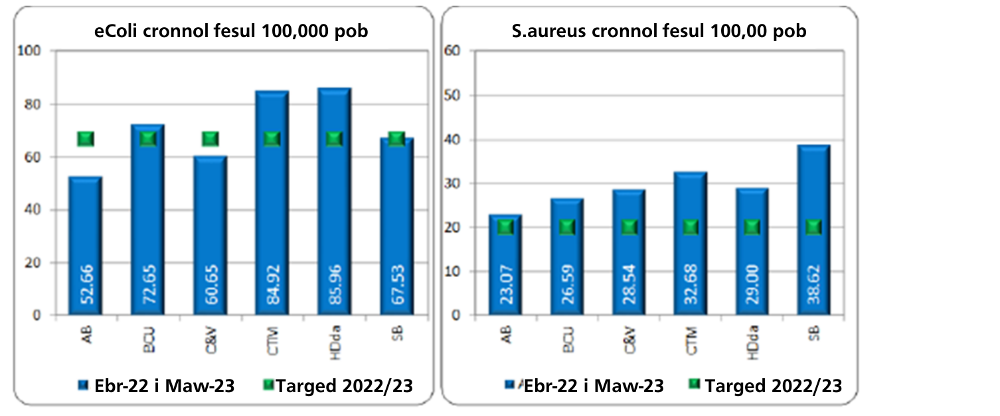 eColi cronnol fesul 100,000 pob
100
80
60
40
20
0
52.66
72.65
60.65
84.92
85.96
67.53
AB
BCU
C&V
CTM
HDda
SB
Ebr-22 i Maw-23
Targed 2022/23
S.aureus cronnol fesul 100,00 pob
60
50
40
30
20
10
0
23.07
26.59
28.54
32.68
29.00
38.62
AB
BCU
C&V
CTM
HDda
SB
Ebr-22 i Maw-23
Targed 2022/23